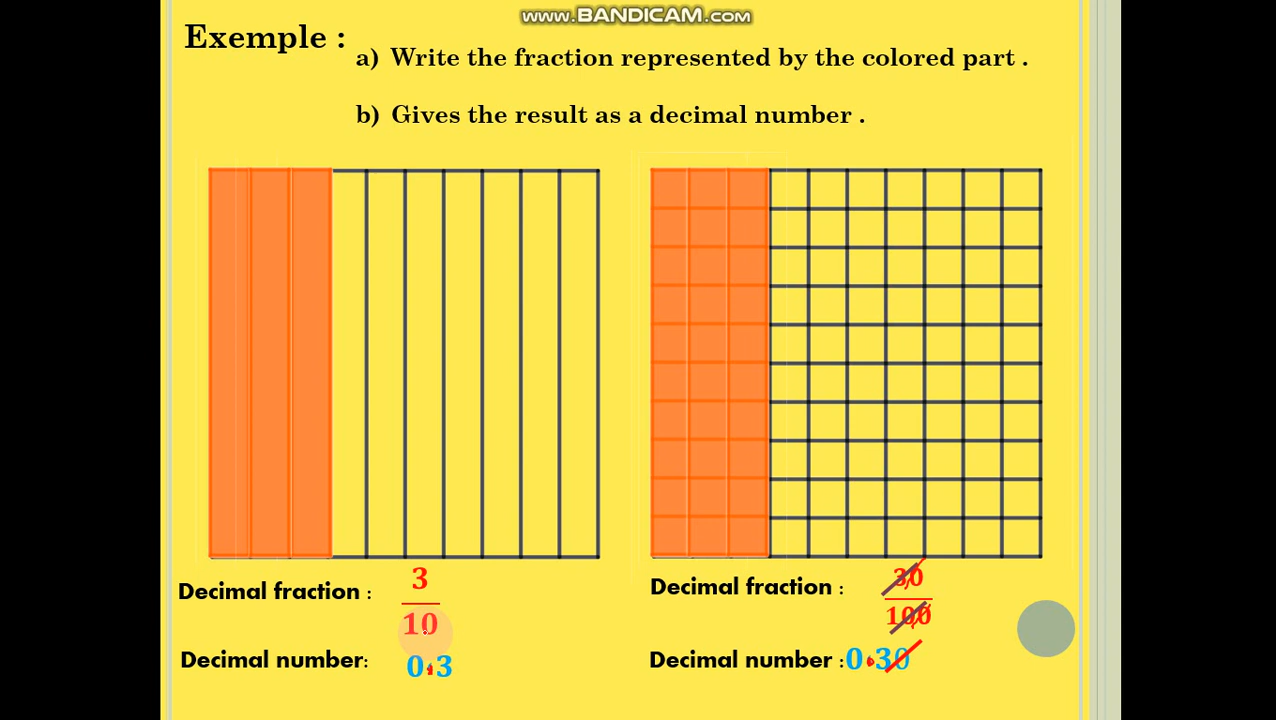 www.BANDICAM.com
Exemple :
a) Write the fraction represented by the colored part .
b) Gives the result as a decimal number .
Decimal fraction :
3
10
Decimal number:
0.3
Decimal fraction :
30
100
Decimal number :0.30